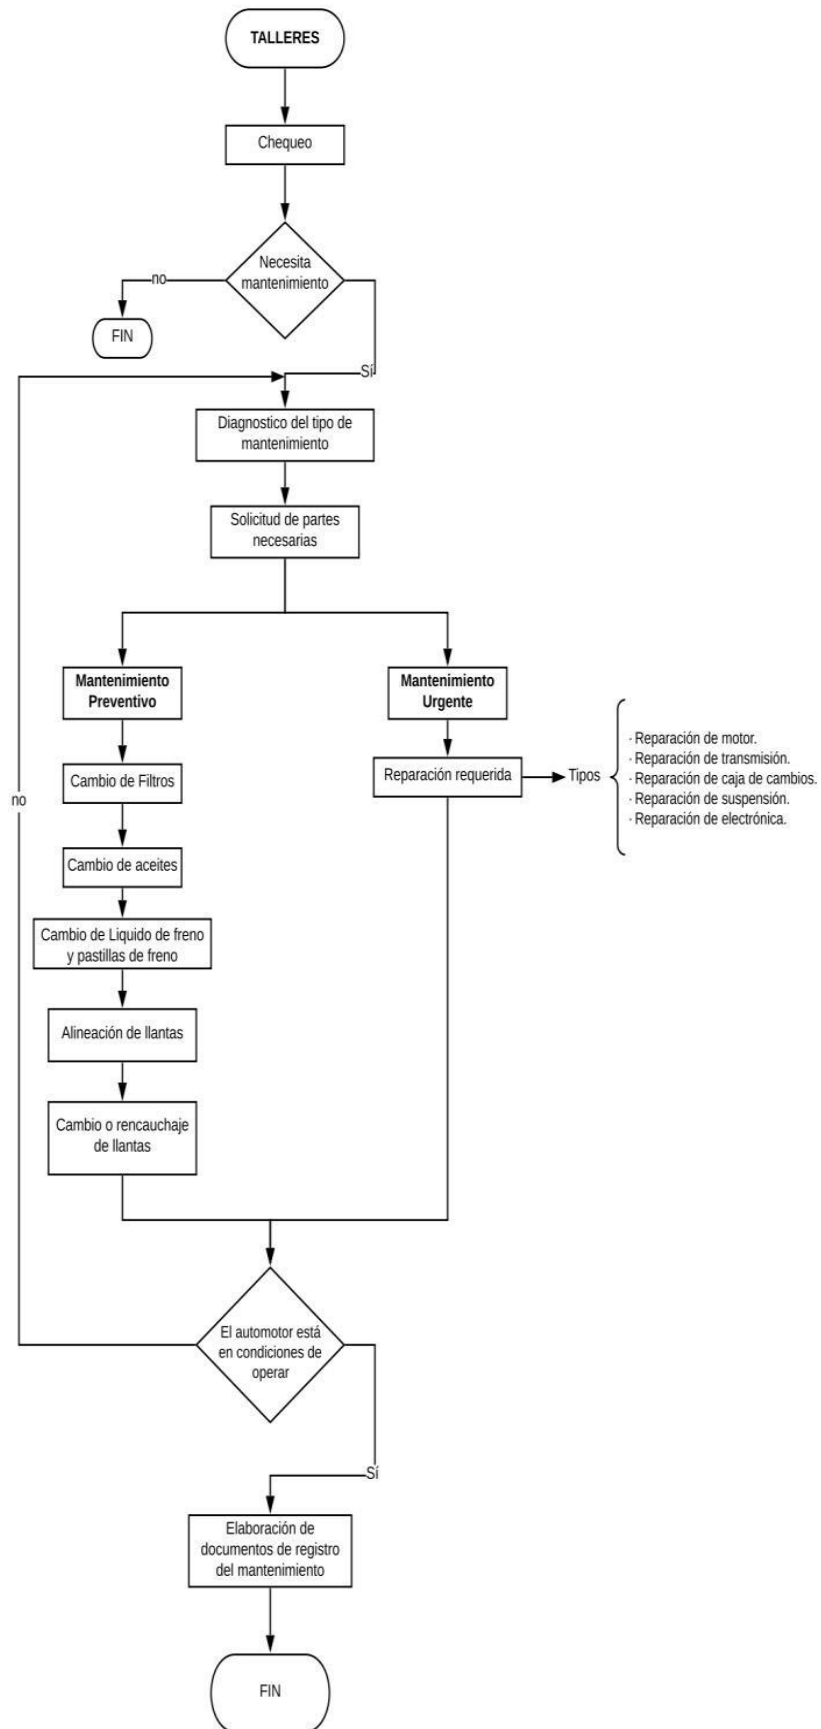 TALLERES
Chequeo
Necesita
mantenimiento
no
FIN
Sí
Diagnostico del tipo de
mantenimiento
Solicitud de partes
necesarias
Mantenimiento
Preventivo
Mantenimiento
Urgente
Cambio de Filtros
Reparación requerida
Tipos
· Reparación de motor.
· Reparación de transmisión.
· Reparación de caja de cambios.
· Reparación de suspensión.
· Reparación de electrónica.
no
Cambio de aceites
Cambio de Liquido de freno
y pastillas de freno
Alineación de llantas
Cambio o rencauchaje
de llantas
El automotor está
en condiciones de
operar
Sí
Elaboración de
documentos de registro
del mantenimiento
FIN